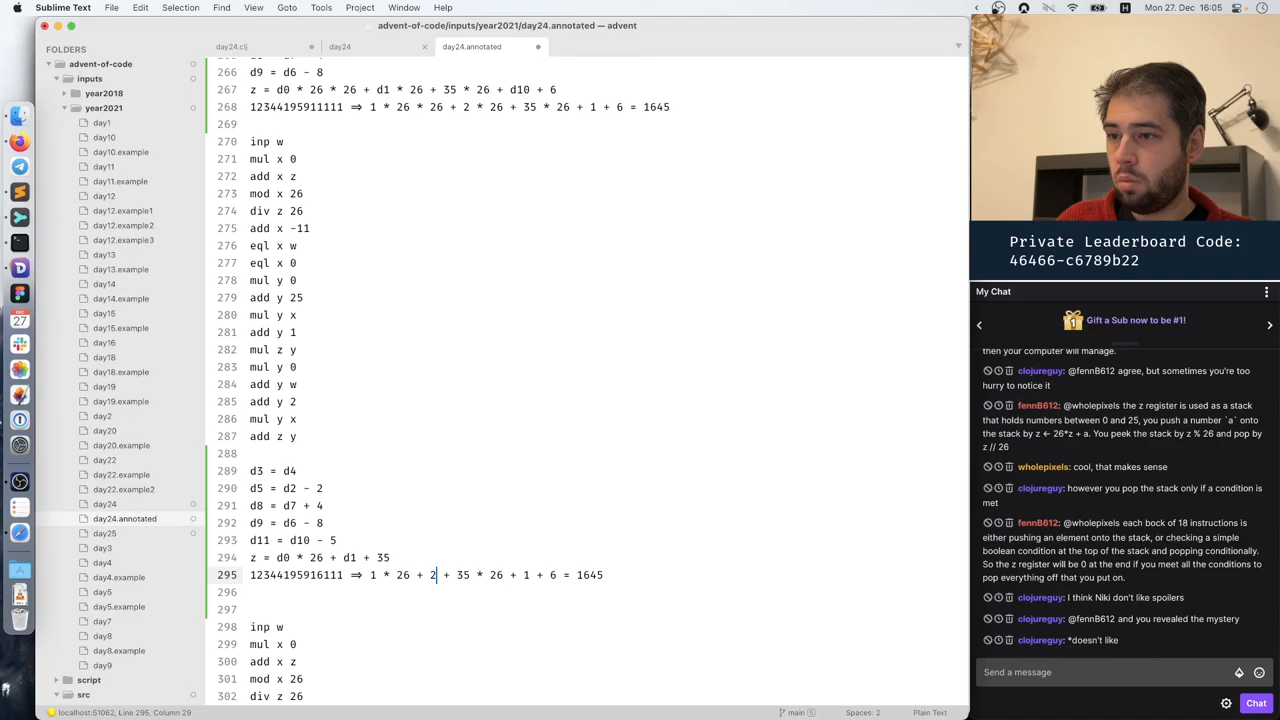 Sublime Text File Edit Selection Find View Goto Tools Project Window Help
Mon 27. Dec 16:05
advent-of-code/inputs/year2021/day24.annotated — advent
FOLDERS
advent-of-code
inputs
year2018
year2021
day1
day10
day10.example
day11
day11.example
day12
day12.example1
day12.example2
day12.example3
day13
day13.example
day14
day14.example
day15
day15.example
day16
day18
day18.example
day19
day19.example
day2
day20
day20.example
day22
day22.example
day22.example2
day24
day24.annotated
day25
day3
day4
day4.example
day5
day5.example
day7
day8
day8.example
day9
script
src
day24.clj
day24
day24.annotated
266 d9 = d6 - 8
267 z = d0 * 26 * 26 + d1 * 26 + 35 * 26 + d10 + 6
268 12344195911111 => 1 * 26 * 26 + 2 * 26 + 35 * 26 + 1 + 6 = 1645
269
270 inp w
271 mul x 0
272 add x z
273 mod x 26
274 div z 26
275 add x -11
276 eql x w
277 eql x 0
278 mul y 0
279 add y 25
280 mul y x
281 add y 1
282 mul z y
283 mul y 0
284 add y w
285 add y 2
286 mul y x
287 add z y
288
289 d3 = d4
290 d5 = d2 - 2
291 d8 = d7 + 4
292 d9 = d6 - 8
293 d11 = d10 - 5
294 z = d0 * 26 + d1 + 35
295 12344195916111 => 1 * 26 + 2 + 35 * 26 + 1 + 6 = 1645
296
297
298 inp w
299 mul x 0
300 add x z
301 mod x 26
302 div z 26
localhost:51062, Line 295, Column 29
main 5
Spaces: 2
Plain Text
Private Leaderboard Code:
46466-c6789b22
My Chat
Gift a Sub now to be #1!
then your computer will manage.
clojureguy: @fennB612 agree, but sometimes you're too
hurry to notice it
fennB612: @wholepixels the z register is used as a stack
that holds numbers between 0 and 25, you push a number `a` onto
the stack by z <- 26*z + a. You peek the stack by z % 26 and pop by
z // 26
wholepixels: cool, that makes sense
clojureguy: however you pop the stack only if a condition is
met
fennB612: @wholepixels each bock of 18 instructions is
either pushing an element onto the stack, or checking a simple
boolean condition at the top of the stack and popping conditionally.
So the z register will be 0 at the end if you meet all the conditions to
pop everything off that you put on.
clojureguy: I think Niki don't like spoilers
clojureguy: @fennB612 and you revealed the mystery
clojureguy: *doesn't like
Send a message
Chat